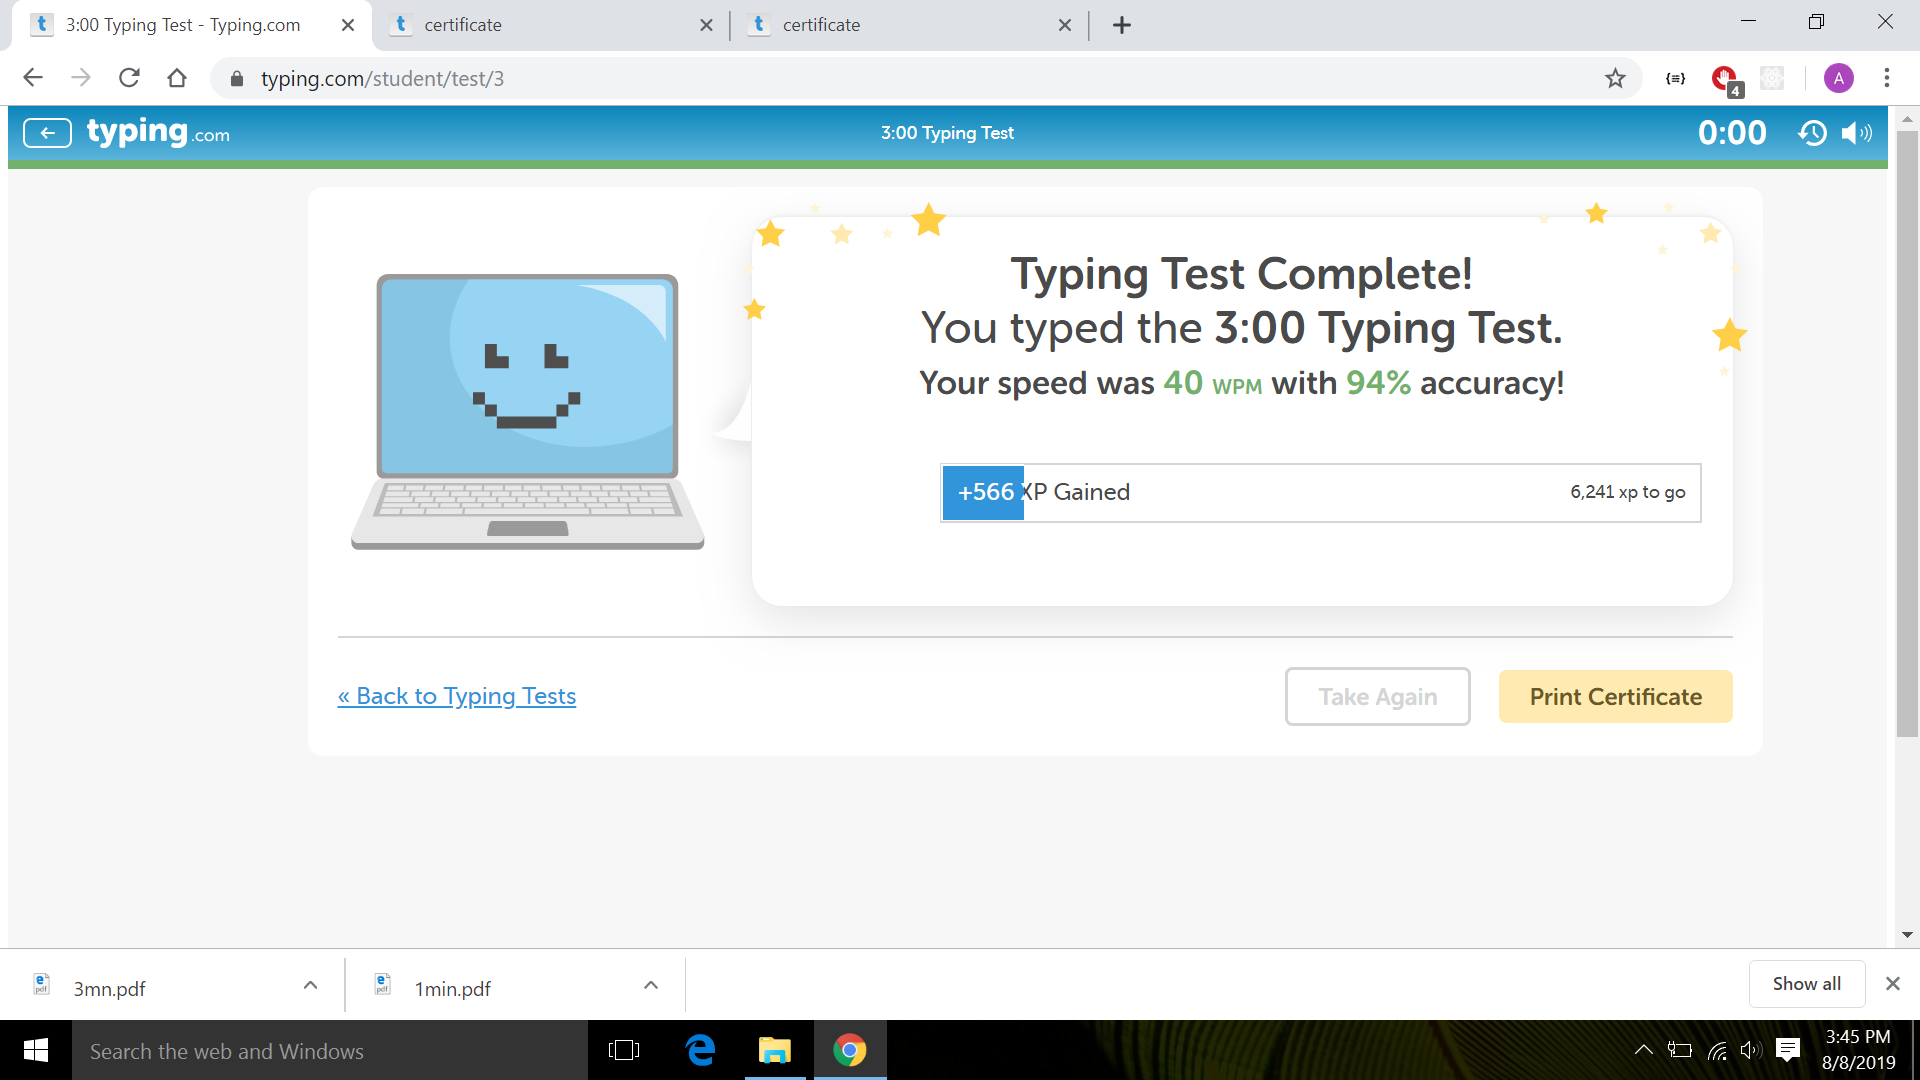 3:00 Typing Test - Typing.com
certificate
certificate
typing.com/student/test/3
4
A
typing.com
3:00 Typing Test
0:00
Typing Test Complete!
You typed the 3:00 Typing Test.
Your speed was 40 WPM with 94% accuracy!
+566 XP Gained
6,241 xp to go
« Back to Typing Tests
Take Again
Print Certificate
3mn.pdf
1min.pdf
Show all
Search the web and Windows
3:45 PM
8/8/2019